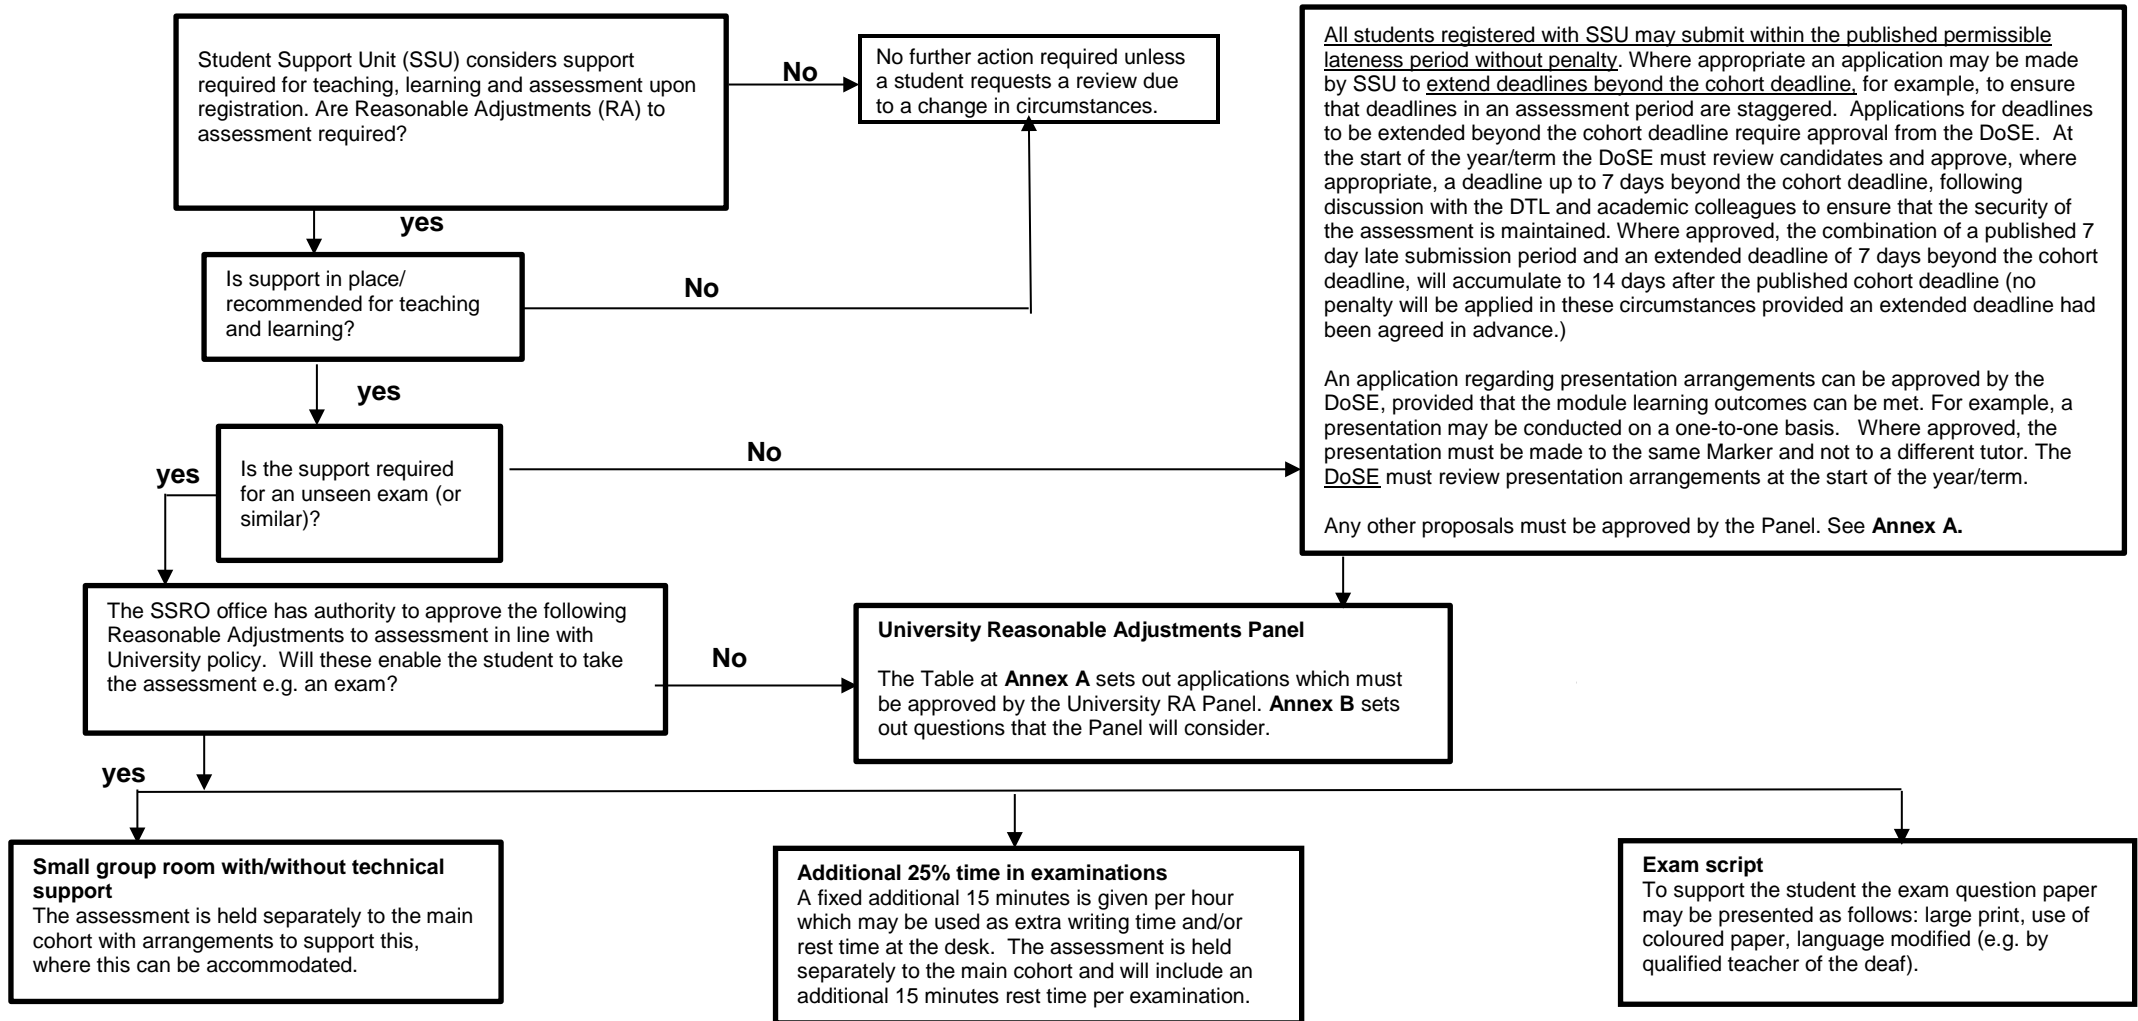 Student Support Unit (SSU) considers support
required for teaching, learning and assessment upon
registration. Are Reasonable Adjustments (RA) to
assessment required?
No
No further action required unless
a student requests a review due
to a change in circumstances.
yes
Is support in place/
recommended for teaching
and learning?
No
yes
Is the support required
for an unseen exam (or
similar)?
No
All students registered with SSU may submit within the published permissible
lateness period without penalty. Where appropriate an application may be made
by SSU to extend deadlines beyond the cohort deadline, for example, to ensure
that deadlines in an assessment period are staggered. Applications for deadlines
to be extended beyond the cohort deadline require approval from the DoSE. At
the start of the year/term the DoSE must review candidates and approve, where
appropriate, a deadline up to 7 days beyond the cohort deadline, following
discussion with the DTL and academic colleagues to ensure that the security of
the assessment is maintained. Where approved, the combination of a published 7
day late submission period and an extended deadline of 7 days beyond the cohort
deadline, will accumulate to 14 days after the published cohort deadline (no
penalty will be applied in these circumstances provided an extended deadline had
been agreed in advance.)
An application regarding presentation arrangements can be approved by the
DoSE, provided that the module learning outcomes can be met. For example, a
presentation may be conducted on a one-to-one basis. Where approved, the
presentation must be made to the same Marker and not to a different tutor. The
DoSE must review presentation arrangements at the start of the year/term.
Any other proposals must be approved by the Panel. See Annex A.
yes
The SSRO office has authority to approve the following
Reasonable Adjustments to assessment in line with
University policy. Will these enable the student to take
the assessment e.g. an exam?
No
University Reasonable Adjustments Panel
The Table at Annex A sets out applications which must
be approved by the University RA Panel. Annex B sets
out questions that the Panel will consider.
yes
Small group room with/without technical
support
The assessment is held separately to the main
cohort with arrangements to support this,
where this can be accommodated.
Additional 25% time in examinations
A fixed additional 15 minutes is given per hour
which may be used as extra writing time and/or
rest time at the desk. The assessment is held
separately to the main cohort and will include an
additional 15 minutes rest time per examination.
Exam script
To support the student the exam question paper
may be presented as follows: large print, use of
coloured paper, language modified (e.g. by
qualified teacher of the deaf).